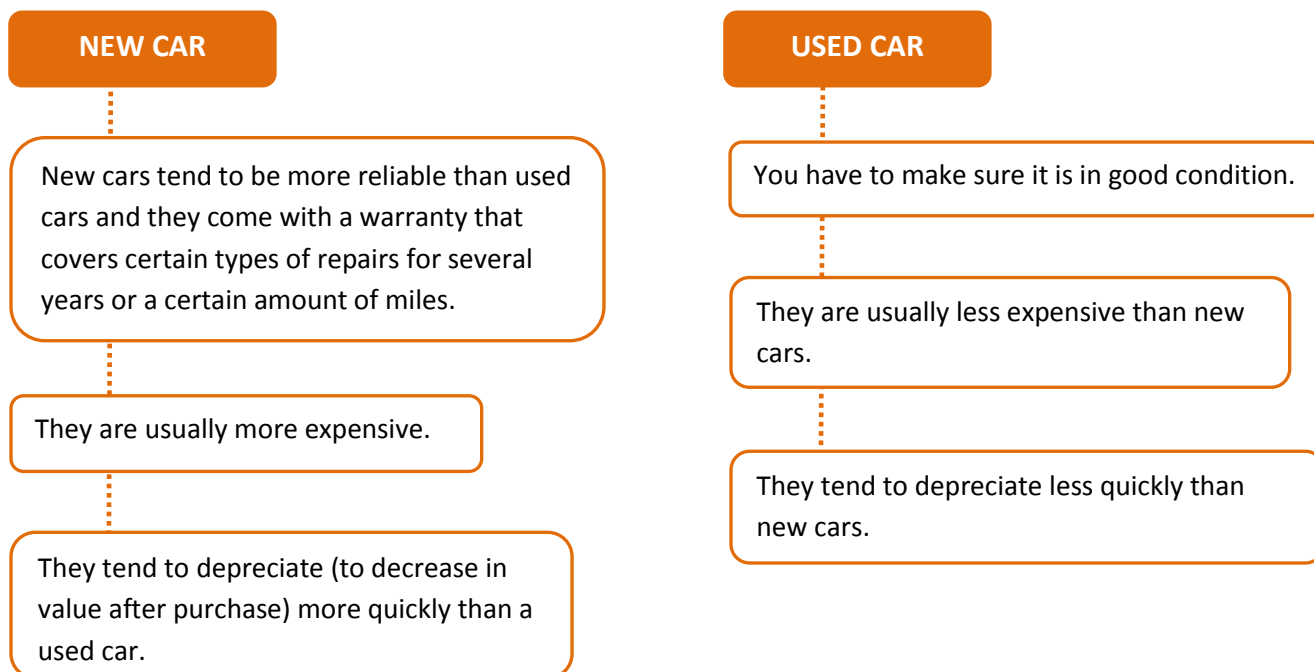 NEW CAR
New cars tend to be more reliable than used
cars and they come with a warranty that
covers certain types of repairs for several
years or a certain amount of miles.
They are usually more expensive.
They tend to depreciate (to decrease in
value after purchase) more quickly than a
used car.
USED CAR
You have to make sure it is in good condition.
They are usually less expensive than new
cars.
They tend to depreciate less quickly than
new cars.